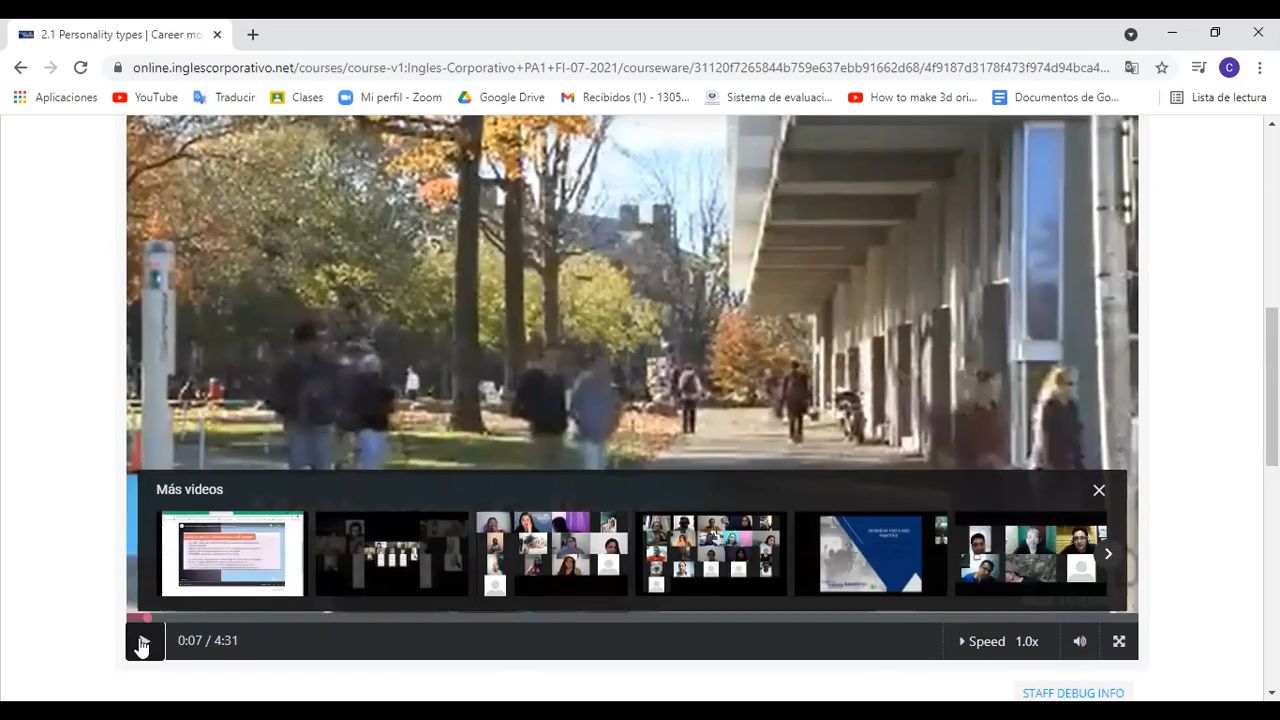 2.1 Personality types | Career mo
online.inglescorporativo.net/courses/course-v1:Ingles-Corporativo+PA1+FI-07-2021/courseware/31120f7265844b759e637ebb91662d68/4f9187d3178f473f974d94bca4...
C
Aplicaciones YouTube Traducir Clases Mi perfil - Zoom Google Drive Recibidos (1) - 1305... Sistema de evaluaci... How to make 3d ori... Documentos de Go... Lista de lectura
Más videos
0:07 / 4:31 Speed 1.0x
STAFF DEBUG INFO